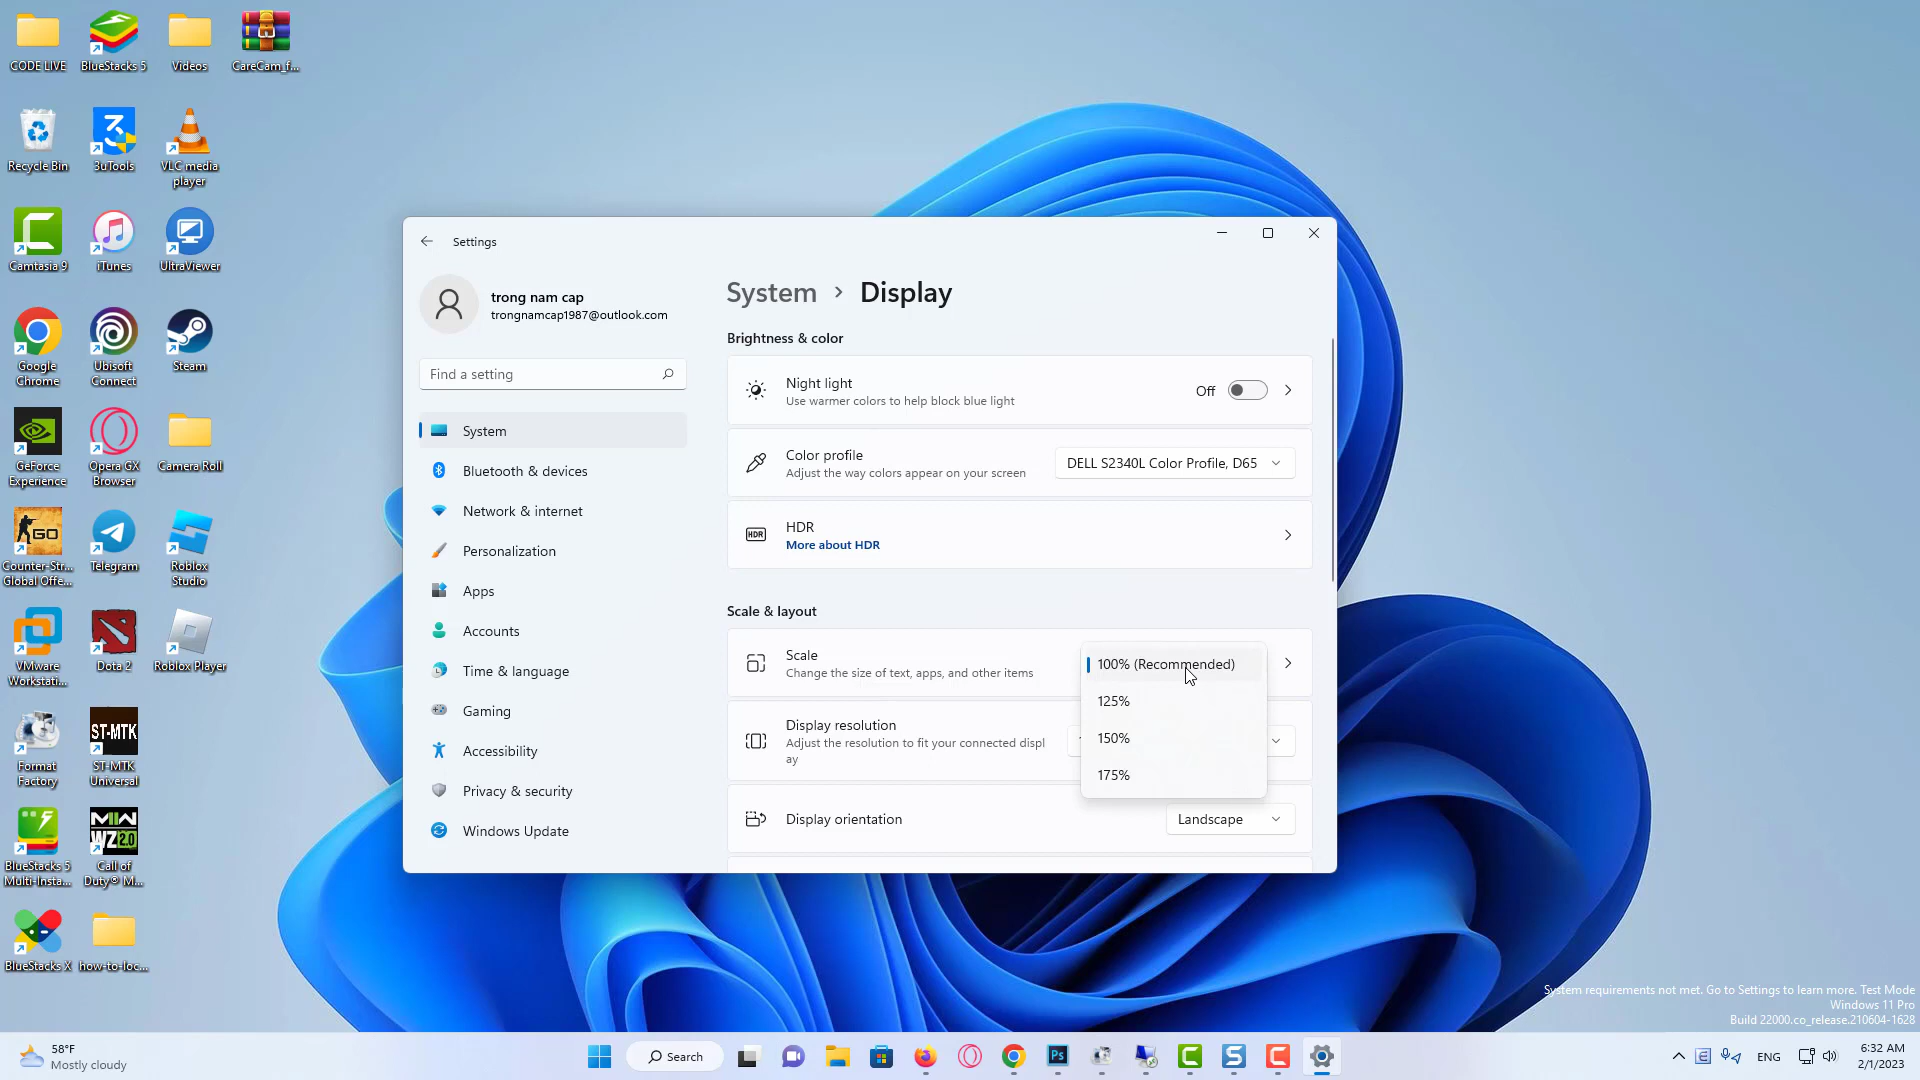 CODE LIVE
BlueStacks 5
Videos
CareCam_f...
Recycle Bin
3uTools
VLC media
player
Camtasia 9
iTunes
UltraViewer
Google
Chrome
Ubisoft
Connect
Steam
GeForce
Experience
Opera GX
Browser
Camera Roll
GO
Counter-Str...
Global Offe...
Telegram
Roblox
Studio
VMware
Workstati...
Dota 2
Roblox Player
Format
Factory
ST-MTK
ST-MTK
Universal
BlueStacks 5
Multi-Insta...
MW
WZ 2.0
Call of
Duty® M...
BlueStacks X
how-to-loc...
Settings
trong nam cap
trongnamcap1987@outlook.com
Find a setting
System
Bluetooth & devices
Network & internet
Personalization
Apps
Accounts
Time & language
Gaming
Accessibility
Privacy & security
Windows Update
System > Display
Brightness & color
Night light
Use warmer colors to help block blue light
Off
Color profile
Adjust the way colors appear on your screen
DELL S2340L Color Profile, D65
HDR
HDR
More about HDR
Scale & layout
Scale
Change the size of text, apps, and other items
100% (Recommended)
125%
150%
175%
Display resolution
Adjust the resolution to fit your connected displ
ay
Display orientation
Landscape
System requirements not met. Go to Settings to learn more. Test Mode
Windows 11 Pro
Build 22000.co_release.210604-1628
58°F
Mostly cloudy
Search
Ps
ENG
6:32 AM
2/1/2023